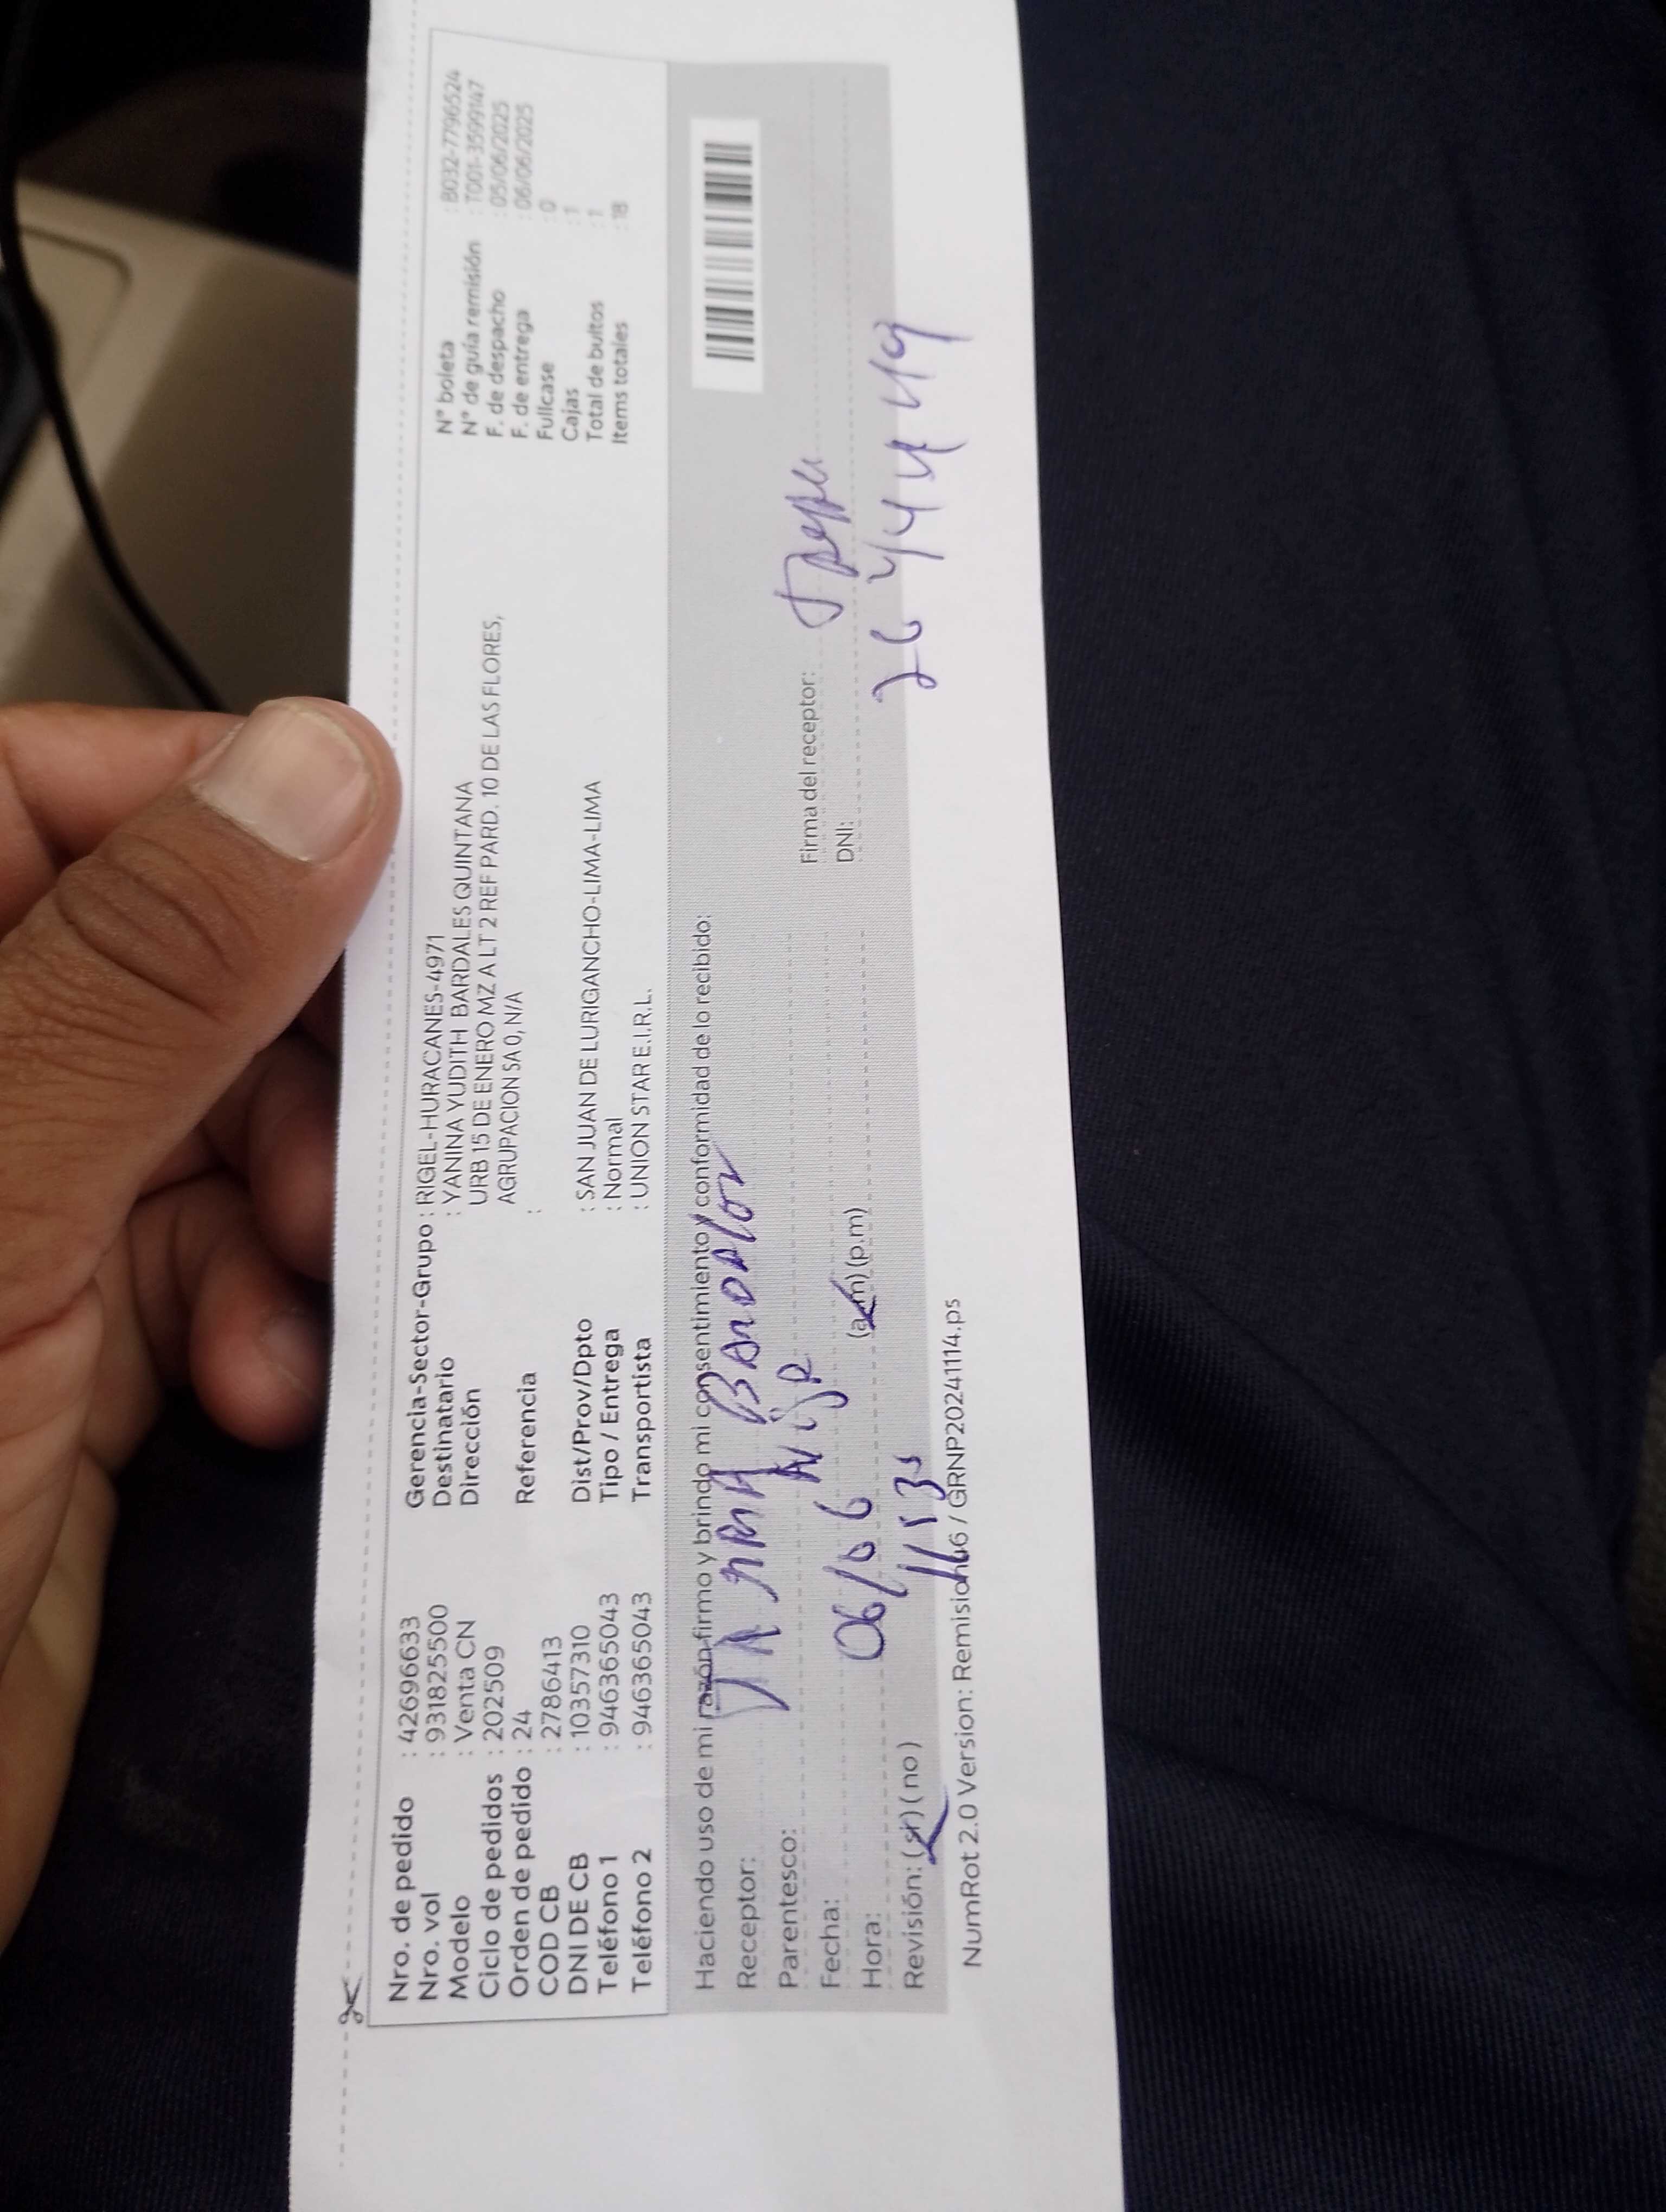 Nro. de pedido : 42696633
Nro. vol : 931825500
Modelo : Venta CN
Ciclo de pedidos : 202509
Orden de pedido : 24
COD CB : 2786413
DNI DE CB : 10357310
Teléfono 1 : 946365043
Teléfono 2 : 946365043
Gerencia-Sector-Grupo : RIGEL-HURACANES-4971
Destinatario : YANINA YUDITH BARDALES QUINTANA
Dirección URB 15 DE ENERO MZ A LT 2 REF PARD. 10 DE LAS FLORES,
AGRUPACION SA 0, N/A
Referencia :
Dist/Prov/Dpto : SAN JUAN DE LURIGANCHO-LIMA-LIMA
Tipo / Entrega : Normal
Transportista : UNION STAR E.I.R.L.
N° boleta : B032-7796524
N° de guía remisión : T001-3599147
F. de despacho : 05/06/2025
F. de entrega : 06/06/2025
Fullcase : 0
Cajas : 1
Total de bultos : 1
Items totales : 18
Haciendo uso de mi razón firmo y brindo mi consentimiento y conformidad de lo recibido:
Receptor:
Parentesco:
Fecha: 06/06
Hora: (a.m) (p.m)
Revisión: (si) (no)
Firma del receptor:
DNI:
NumRot 2.0 Version: Remision66 / GRNP20241114.ps